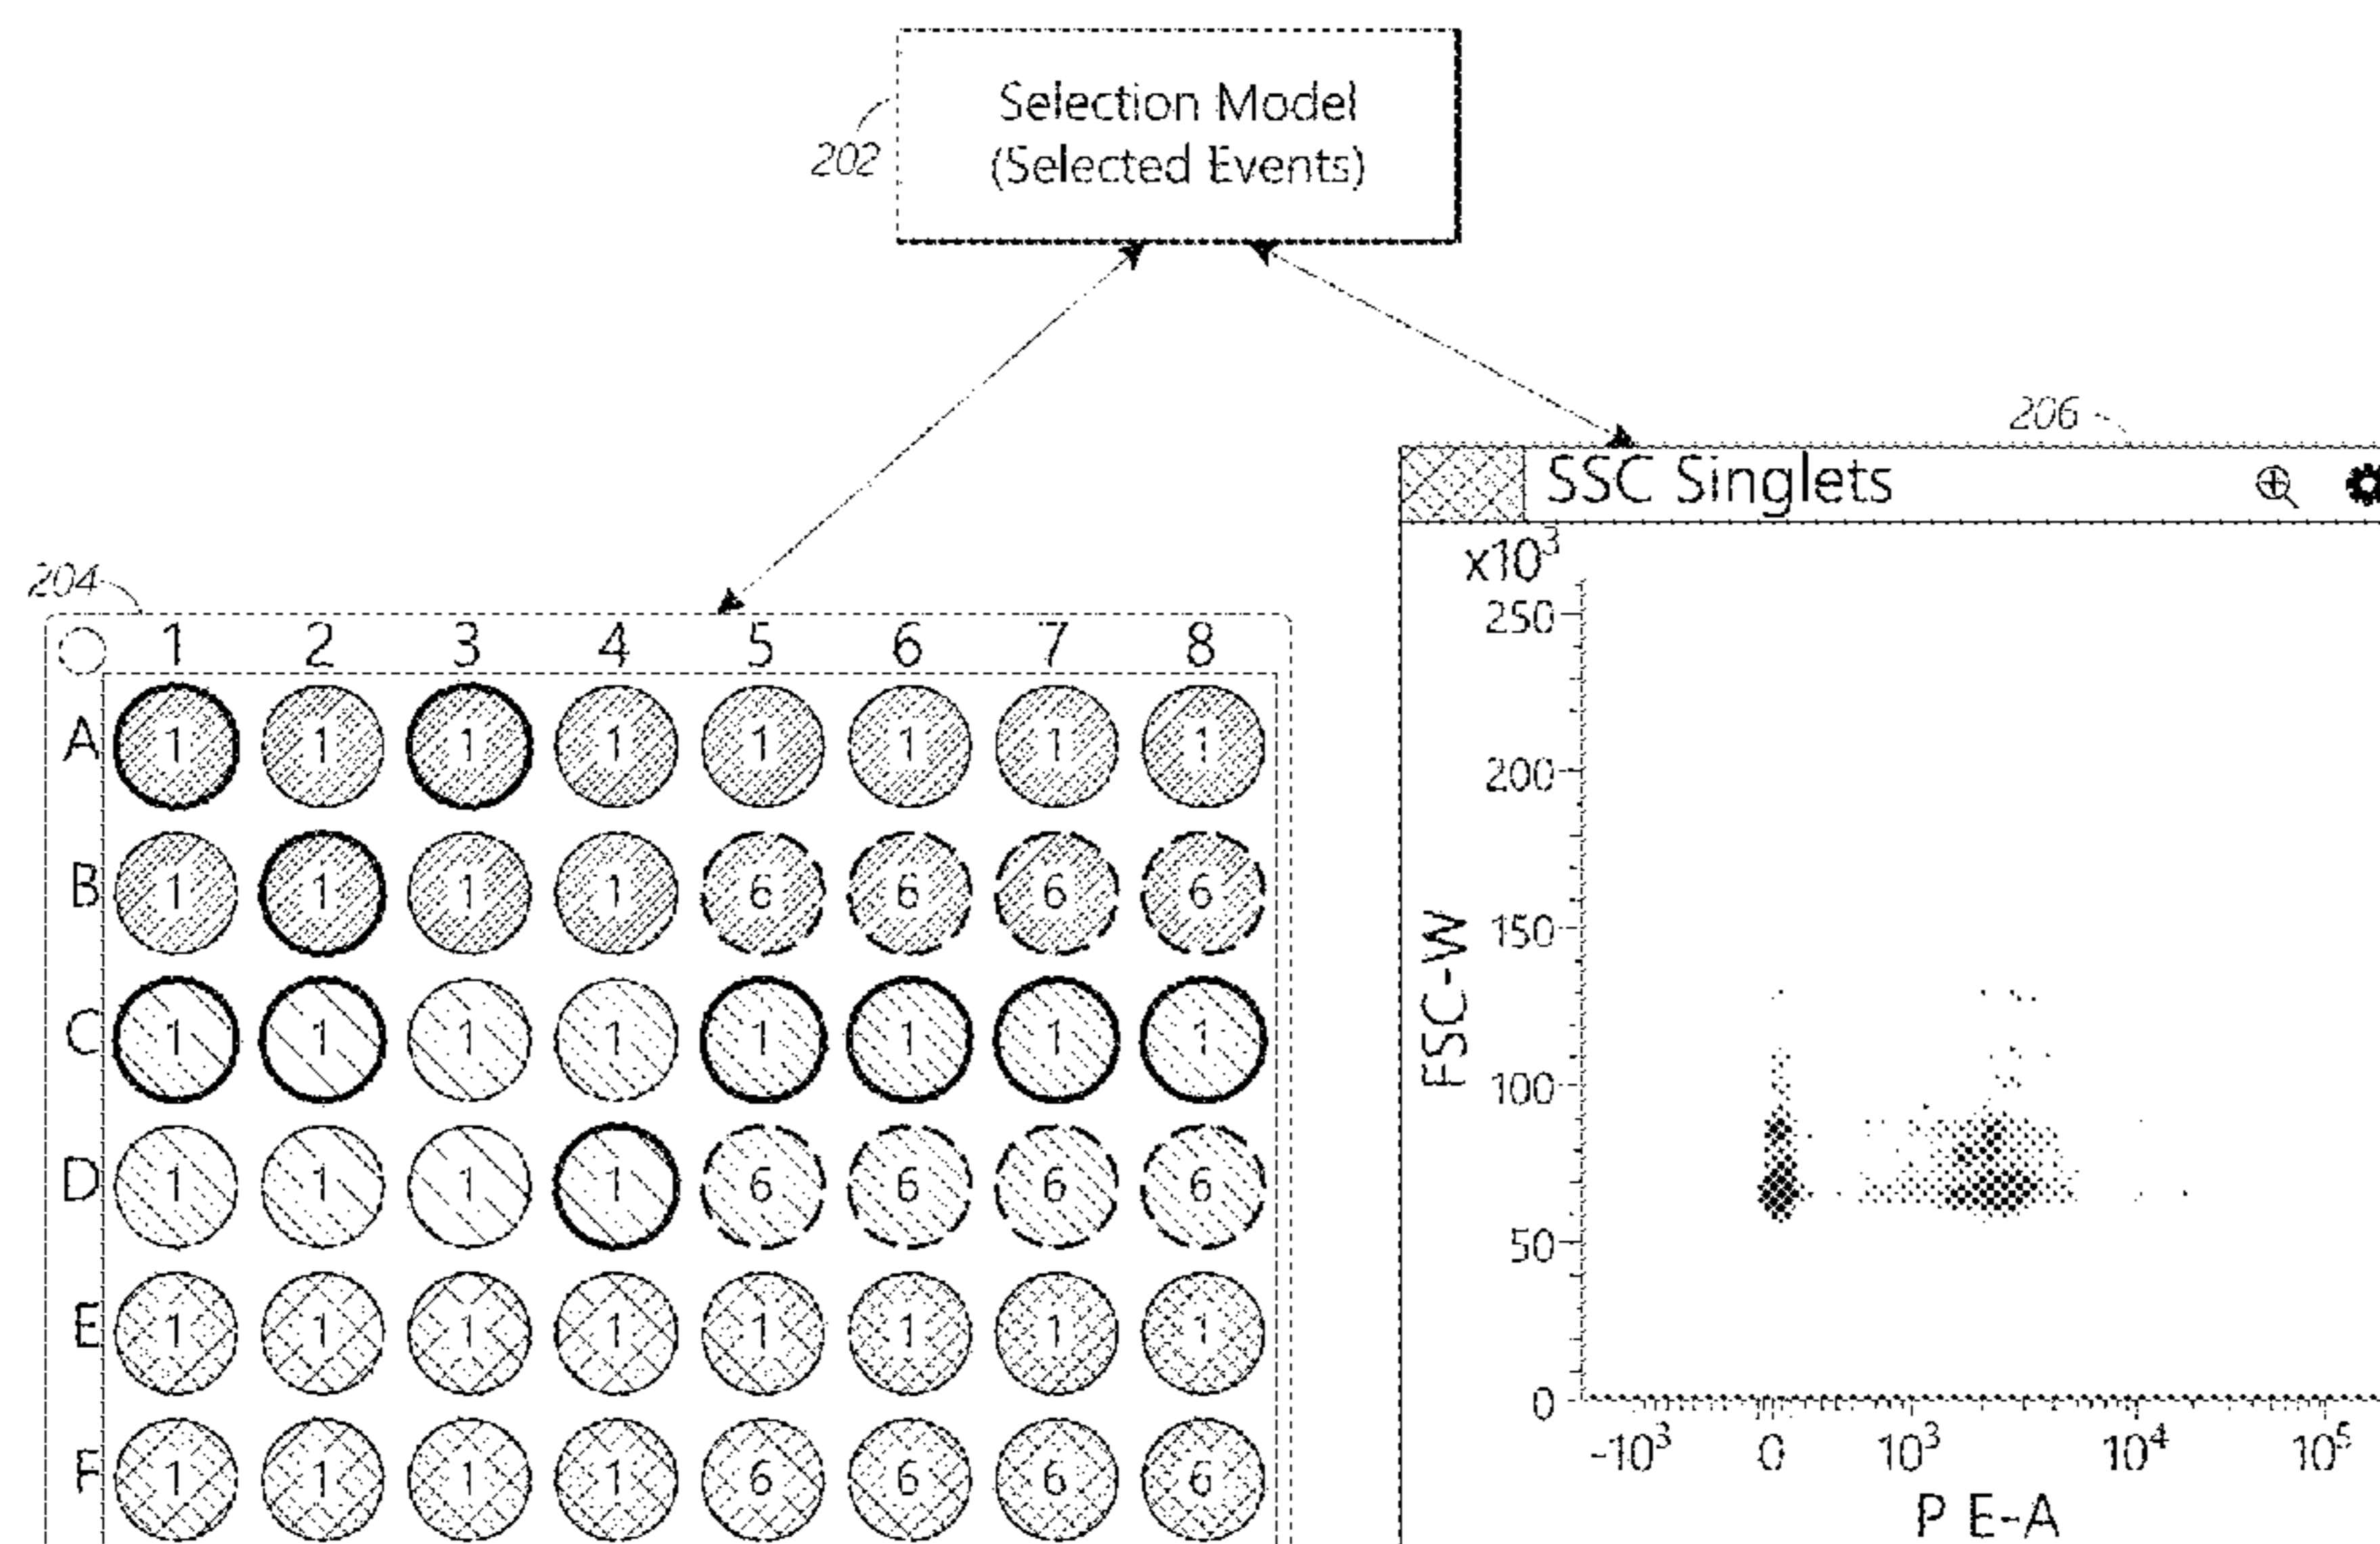 Selection Model
(Selected Events)
202
206
SSC Singlets
204
1 2 3 4 5 6 7 8
A 1 1 1 1 1 1 1 1
B 1 1 1 1 6 6 6 6
C 1 1 1 1 1 1 1 1
D 1 1 1 1 6 6 6 6
E 1 1 1 1 1 1 1 1
F 1 1 1 1 6 6 6 6
x10³
250
200
150
100
50
0
FSC-W
-10³ 0 10³ 10⁴ 10⁵
P E-A